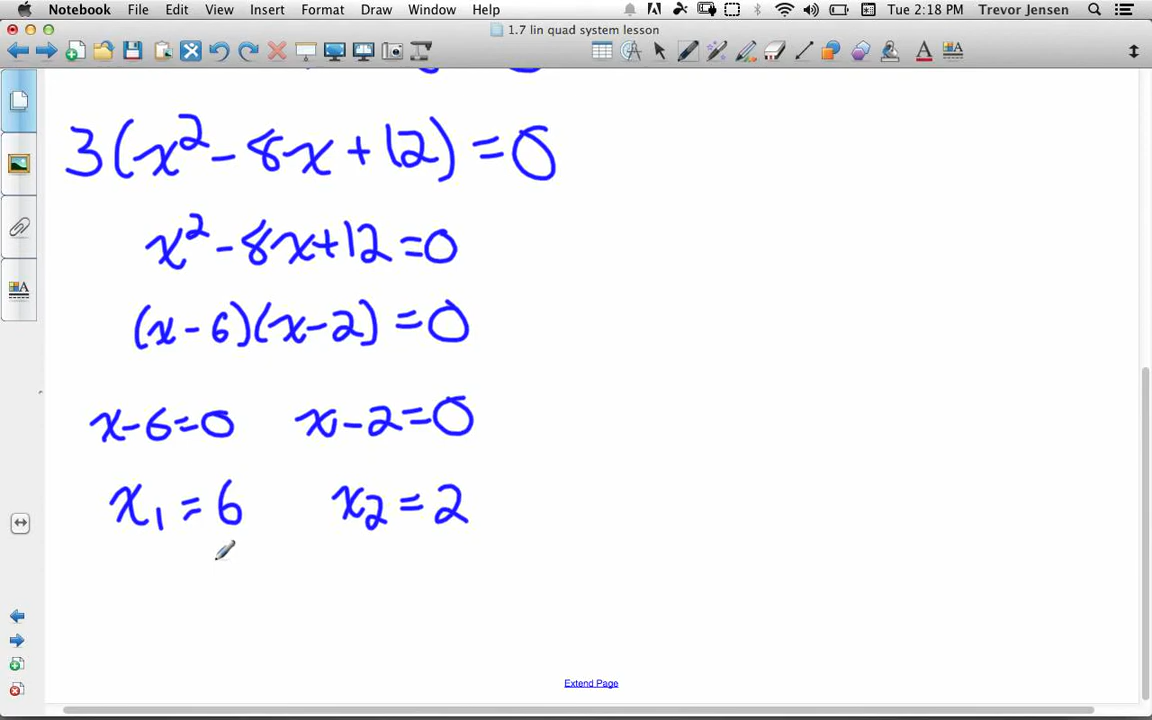 Notebook File Edit View Insert Format Draw Window Help Tue 2:18 PM Trevor Jensen
1.7 lin quad system lesson
3(x² - 8x + 12) = 0
x² - 8x + 12 = 0
(x - 6)(x - 2) = 0
x - 6 = 0 x - 2 = 0
x₁ = 6 x₂ = 2
Extend Page